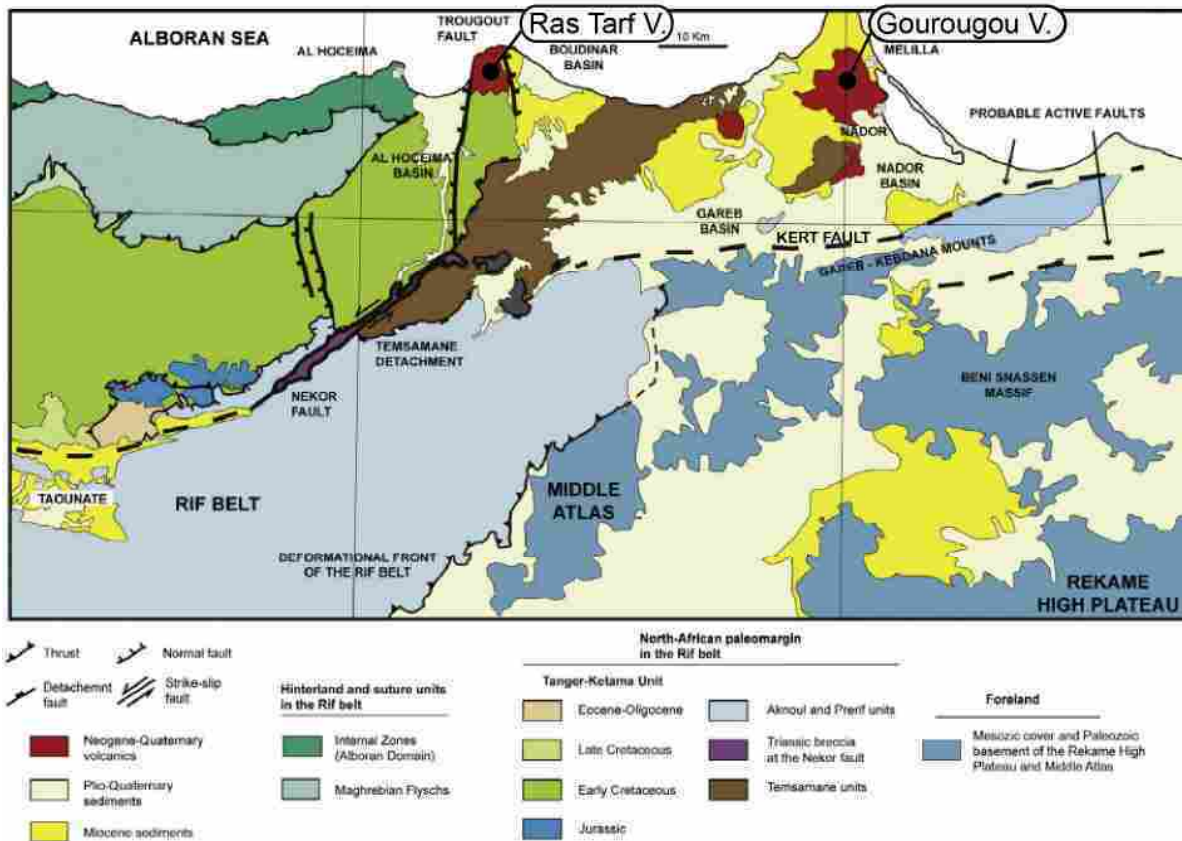 ALBORAN SEA
TROUGOUT
FAULT
Ras Tarf V.
Gourougou V.
AL HOCEIMA
BOUDINAR
BASIN
10 Km
MELILLA
PROBABLE ACTIVE FAULTS
AL HOCEIMA
BASIN
NADOR
NADOR
BASIN
GAREB
BASIN
KERT FAULT
GAREB - KEBDANA MOUNTS
TEMSAMANE
DETACHMENT
NEKOR
FAULT
BENI SNASSEN
MASSIF
TAOUNATE
RIF BELT
MIDDLE
ATLAS
DEFORMATIONAL FRONT
OF THE RIF BELT
REKAME
HIGH PLATEAU
Thrust
Normal fault
Detachemnt
fault
Strike-slip
fault
Neogene-Quaternary
volcanics
Plio-Quaternary
sediments
Miocene sediments
Hinterland and suture units
in the Rif belt
Internal Zones
(Alboran Domain)
Maghrebian Flyschs
North-African paleomargin
in the Rif belt
Tanger-Ketama Unit
Eocene-Oligocene
Late Cretaceous
Early Cretaceous
Jurassic
Aknoul and Prerif units
Triassic breccia
at the Nekor fault
Temsamane units
Foreland
Mesozic cover and Paleozoic
basement of the Rekame High
Plateau and Middle Atlas